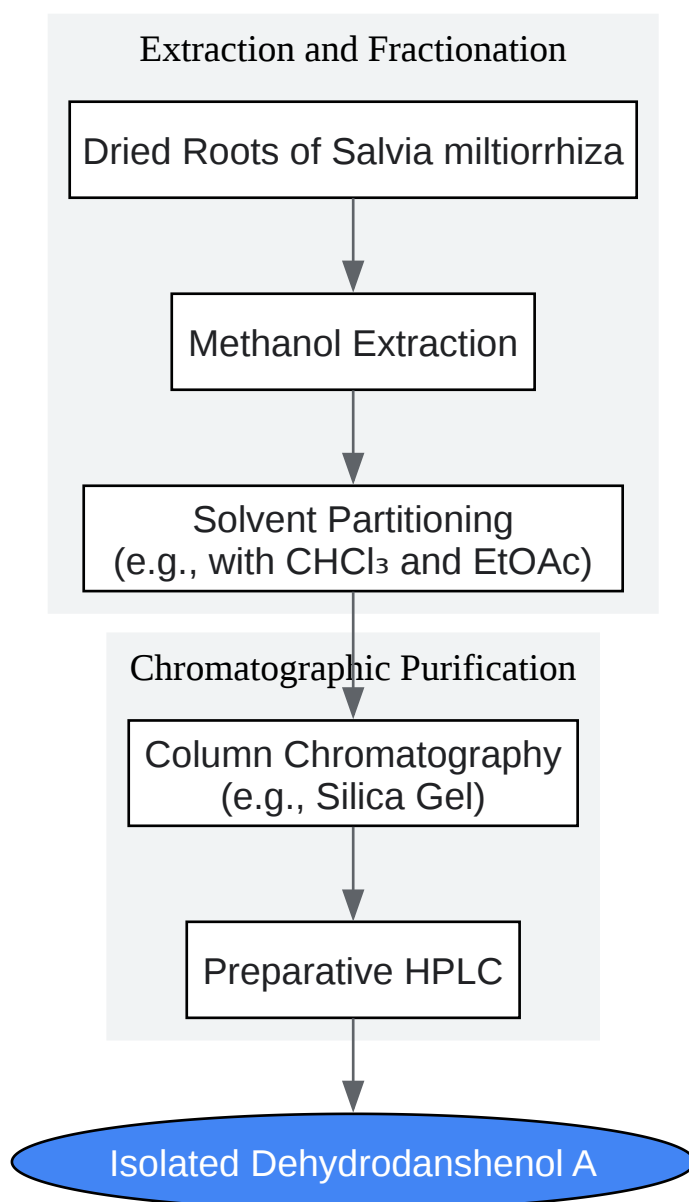 Extraction and Fractionation
Dried Roots of Salvia miltiorrhiza
Methanol Extraction
Solvent Partitioning
(e.g., with CHCl₃ and EtOAc)
Chromatographic Purification
Column Chromatography
(e.g., Silica Gel)
Preparative HPLC
Isolated Dehydrodanshenol A